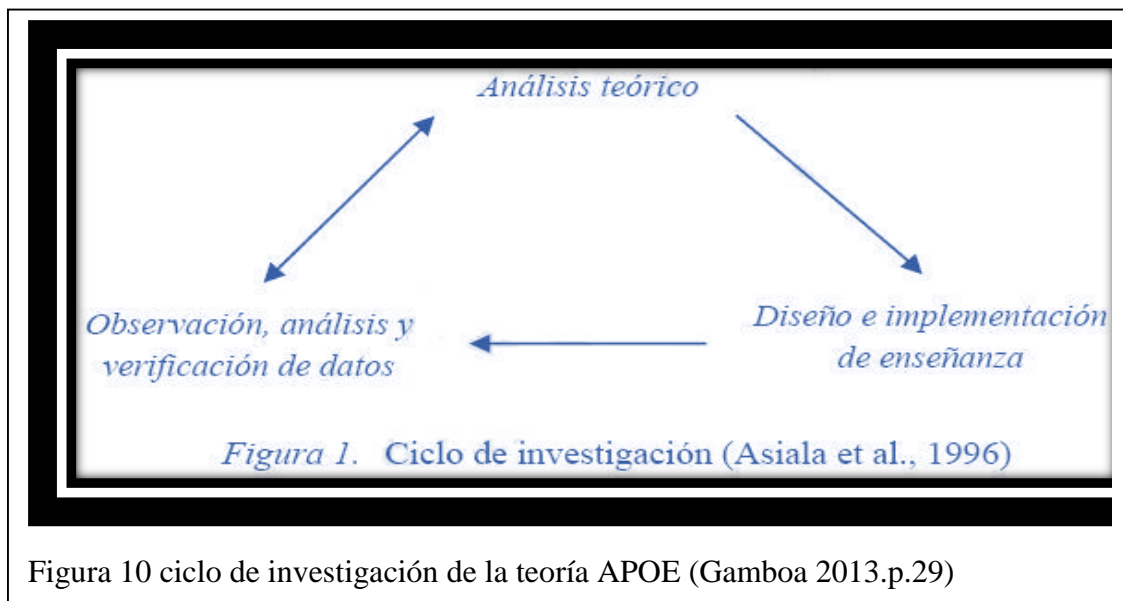 Análisis teórico
Observación, análisis y
verificación de datos
Diseño e implementación
de enseñanza
Figura 1. Ciclo de investigación (Asiala et al., 1996)
Figura 10 ciclo de investigación de la teoría APOE (Gamboa 2013.p.29)